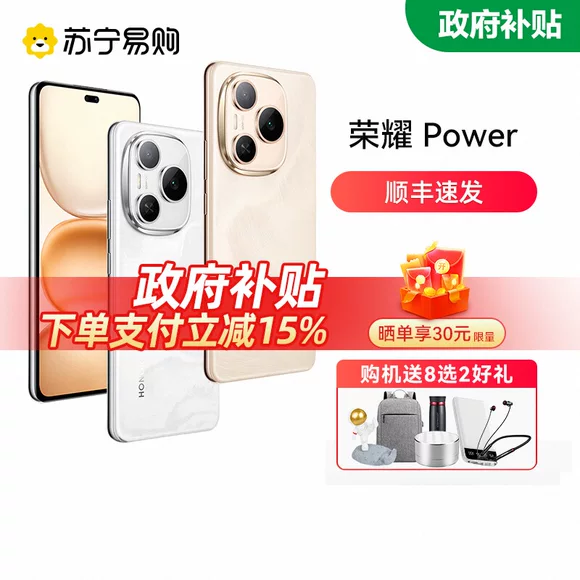 苏宁易购
政府补贴
荣耀 Power
顺丰速发
政府补贴
下单支付立减15%
开
晒单享30元 限量
购机送8选2好礼
HONOR